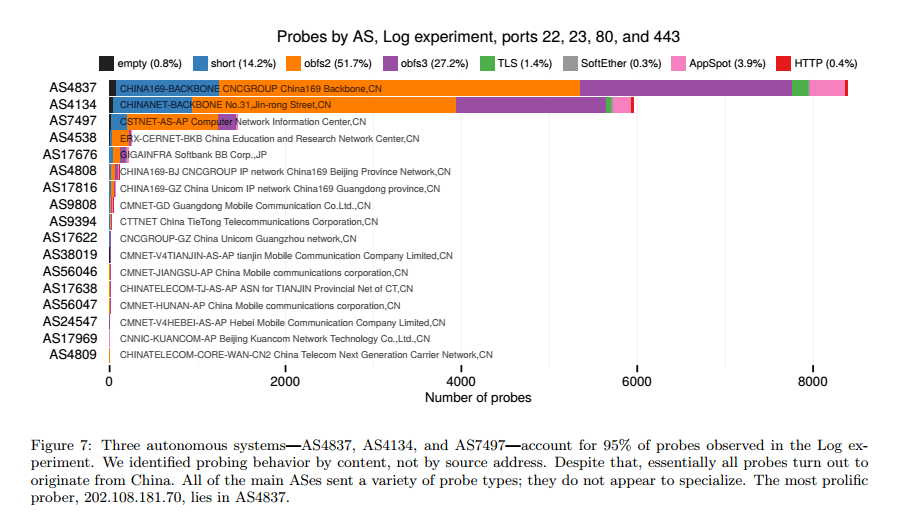 Probes by AS, Log experiment, ports 22, 23, 80, and 443
empty (0.8%) short (14.2%) obfs2 (51.7%) obfs3 (27.2%) TLS (1.4%) SoftEther (0.3%) AppSpot (3.9%) HTTP (0.4%)
AS4837 CHINA169-BACKBONE CNCGROUP China169 Backbone,CN
AS4134 CHINANET-BACKBONE No.31,Jin-rong Street,CN
AS7497 CSTNET-AS-AP Computer Network Information Center,CN
AS4538 ERX-CERNET-BKB China Education and Research Network Center,CN
AS17676 GIGAINFRA Softbank BB Corp.,JP
AS4808 CHINA169-BJ CNCGROUP IP network China169 Beijing Province Network,CN
AS17816 CHINA169-GZ China Unicom IP network China169 Guangdong province,CN
AS9808 CMNET-GD Guangdong Mobile Communication Co.Ltd.,CN
AS9394 CTTNET China TieTong Telecommunications Corporation,CN
AS17622 CNCGROUP-GZ China Unicom Guangzhou network,CN
AS38019 CMNET-V4TIANJIN-AS-AP tianjin Mobile Communication Company Limited,CN
AS56046 CMNET-JIANGSU-AP China Mobile communications corporation,CN
AS17638 CHINATELECOM-TJ-AS-AP ASN for TIANJIN Provincial Net of CT,CN
AS56047 CMNET-HUNAN-AP China Mobile communications corporation,CN
AS24547 CMNET-V4HEBEI-AS-AP Hebei Mobile Communication Company Limited,CN
AS17969 CNNIC-KUANCOM-AP Beijing Kuancom Network Technology Co.,Ltd.,CN
AS4809 CHINATELECOM-CORE-WAN-CN2 China Telecom Next Generation Carrier Network,CN
0 2000 4000 6000 8000
Number of probes
Figure 7: Three autonomous systems—AS4837, AS4134, and AS7497—account for 95% of probes observed in the Log ex-
periment. We identified probing behavior by content, not by source address. Despite that, essentially all probes turn out to
originate from China. All of the main ASes sent a variety of probe types; they do not appear to specialize. The most prolific
prober, 202.108.181.70, lies in AS4837.